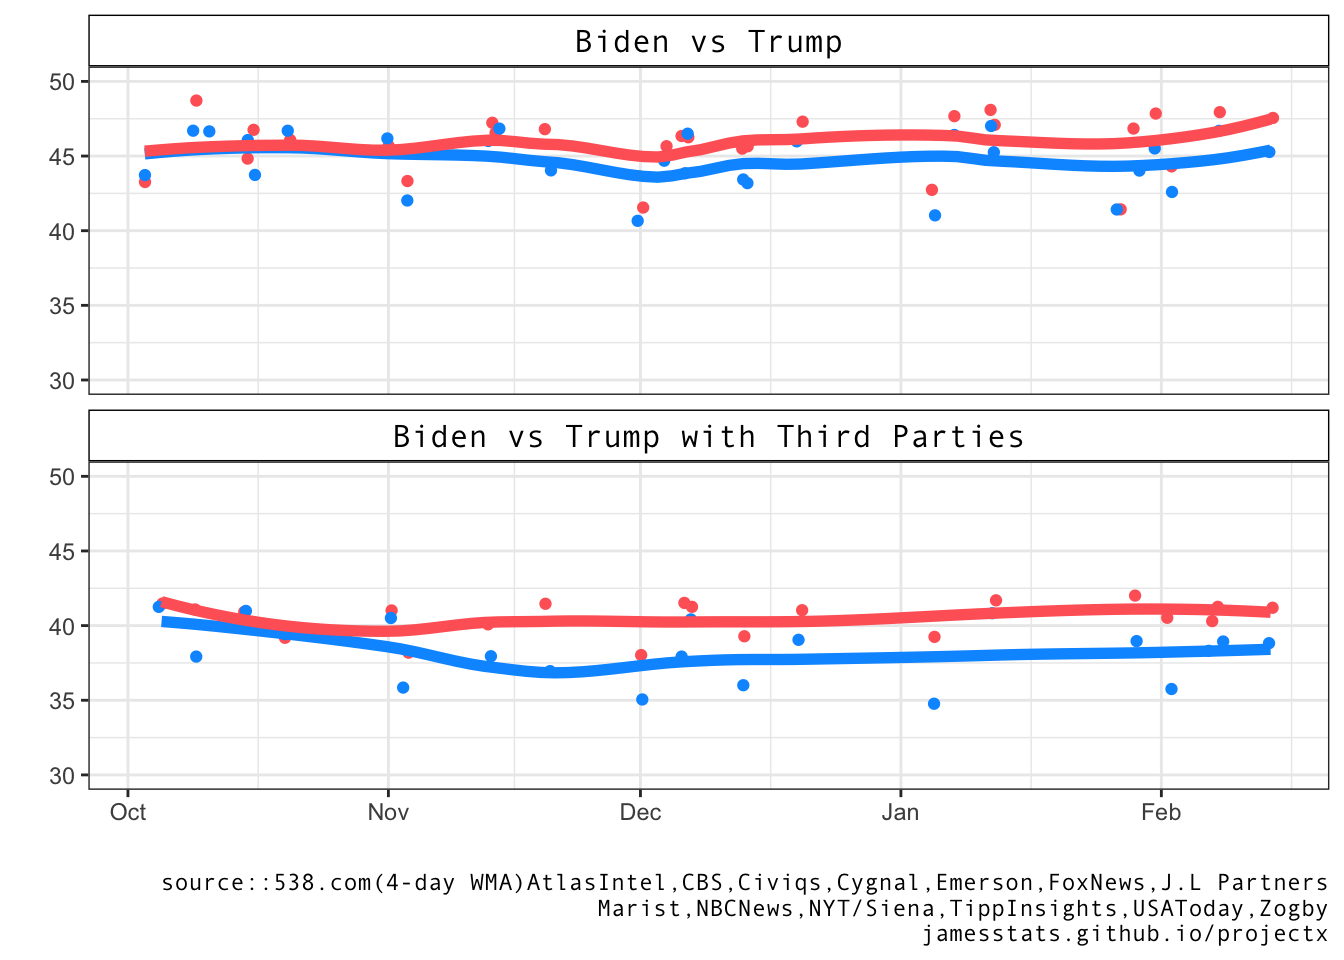 Biden vs Trump
50
45
40
35
30
Biden vs Trump with Third Parties
50
45
40
35
30
Oct Nov Dec Jan Feb
source::538.com(4-day WMA)AtlasIntel,CBS,Civiqs,Cygnal,Emerson,FoxNews,J.L Partners
Marist,NBCNews,NYT/Siena,TippInsights,USAToday,Zogby
jamesstats.github.io/projectx